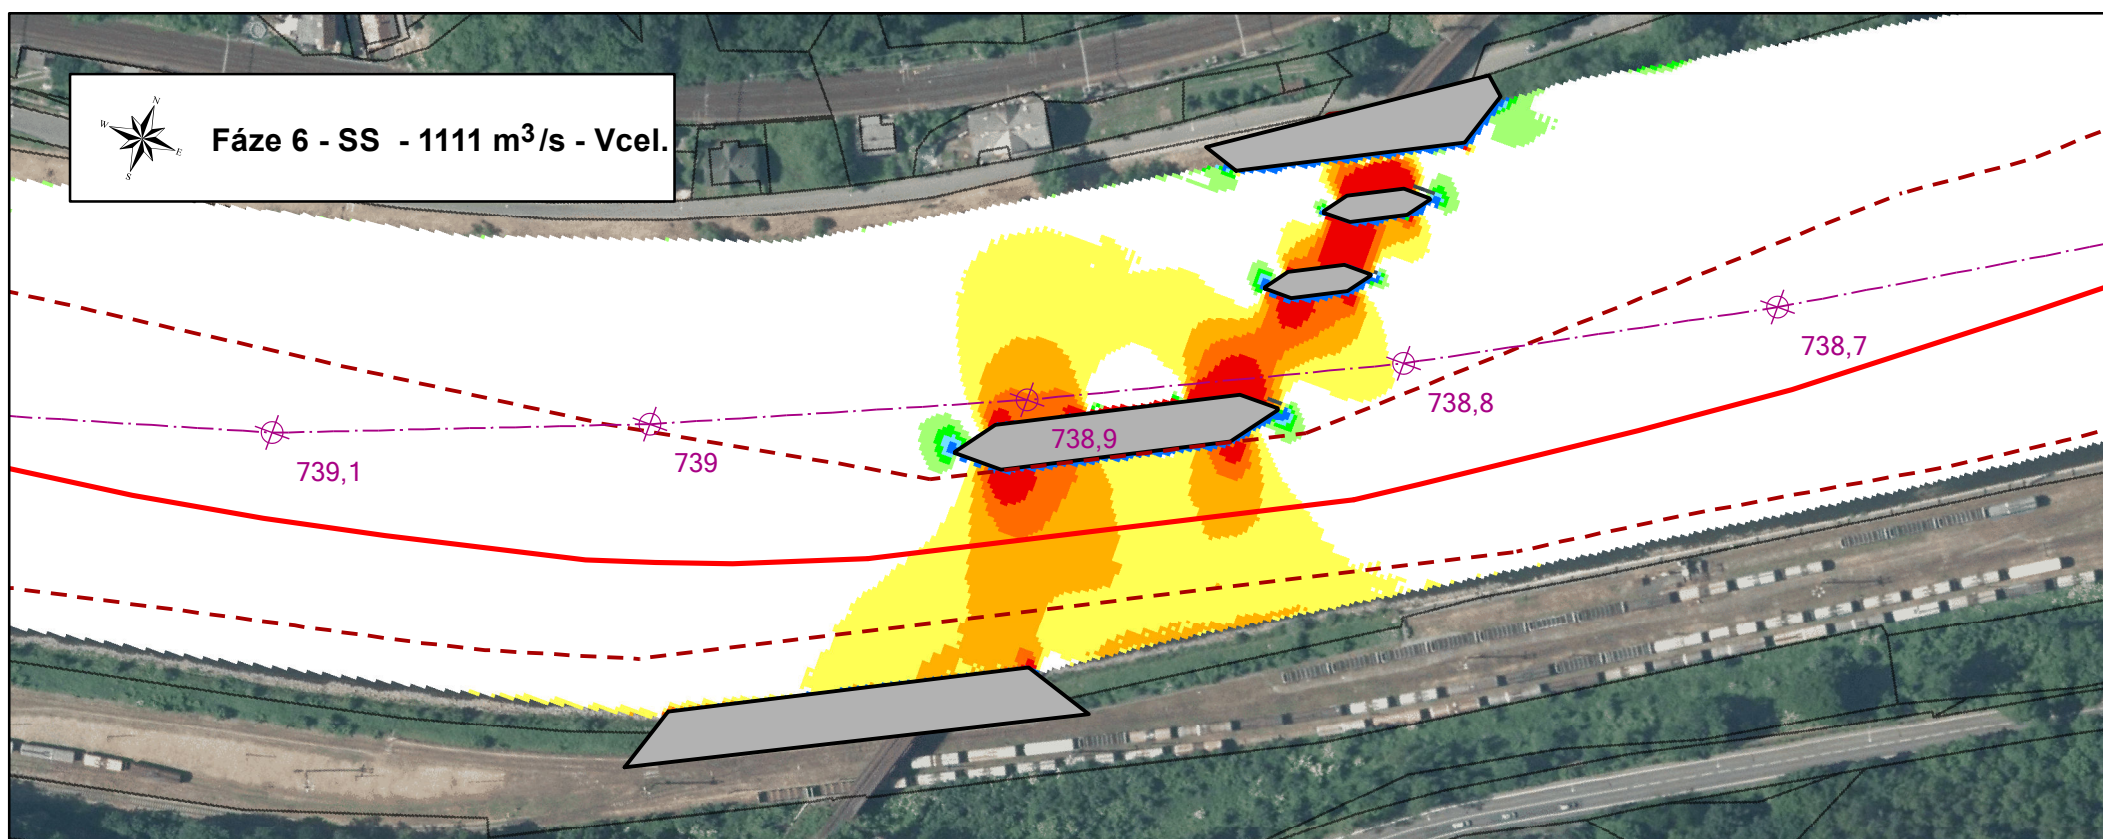 N
W
E
S
Fáze 6 - SS - 1111 m³/s - Vcel.
738,7
738,8
738,9
739
739,1